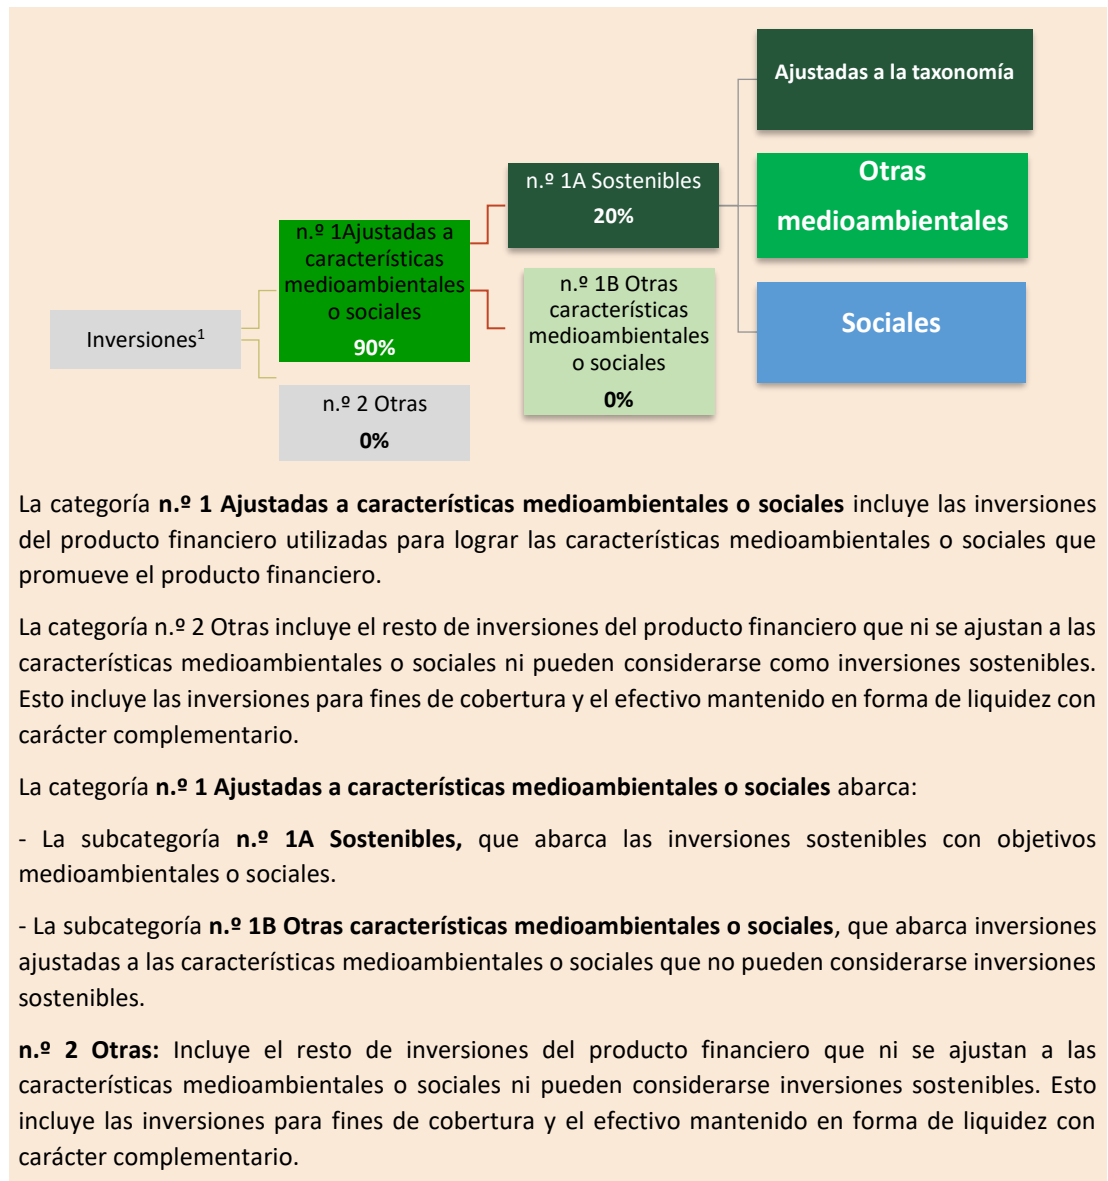 Ajustadas a la taxonomía
Otras
medioambientales
Sociales
n.º 1A Sostenibles
20%
n.º 1B Otras
características
medioambientales
o sociales
0%
n.º 1Ajustadas a
características
medioambientales
o sociales
90%
n.º 2 Otras
0%
Inversiones¹
La categoría n.º 1 Ajustadas a características medioambientales o sociales incluye las inversiones
del producto financiero utilizadas para lograr las características medioambientales o sociales que
promueve el producto financiero.
La categoría n.º 2 Otras incluye el resto de inversiones del producto financiero que ni se ajustan a las
características medioambientales o sociales ni pueden considerarse como inversiones sostenibles.
Esto incluye las inversiones para fines de cobertura y el efectivo mantenido en forma de liquidez con
carácter complementario.
La categoría n.º 1 Ajustadas a características medioambientales o sociales abarca:
- La subcategoría n.º 1A Sostenibles, que abarca las inversiones sostenibles con objetivos
medioambientales o sociales.
- La subcategoría n.º 1B Otras características medioambientales o sociales, que abarca inversiones
ajustadas a las características medioambientales o sociales que no pueden considerarse inversiones
sostenibles.
n.º 2 Otras: Incluye el resto de inversiones del producto financiero que ni se ajustan a las
características medioambientales o sociales ni pueden considerarse inversiones sostenibles. Esto
incluye las inversiones para fines de cobertura y el efectivo mantenido en forma de liquidez con
carácter complementario.